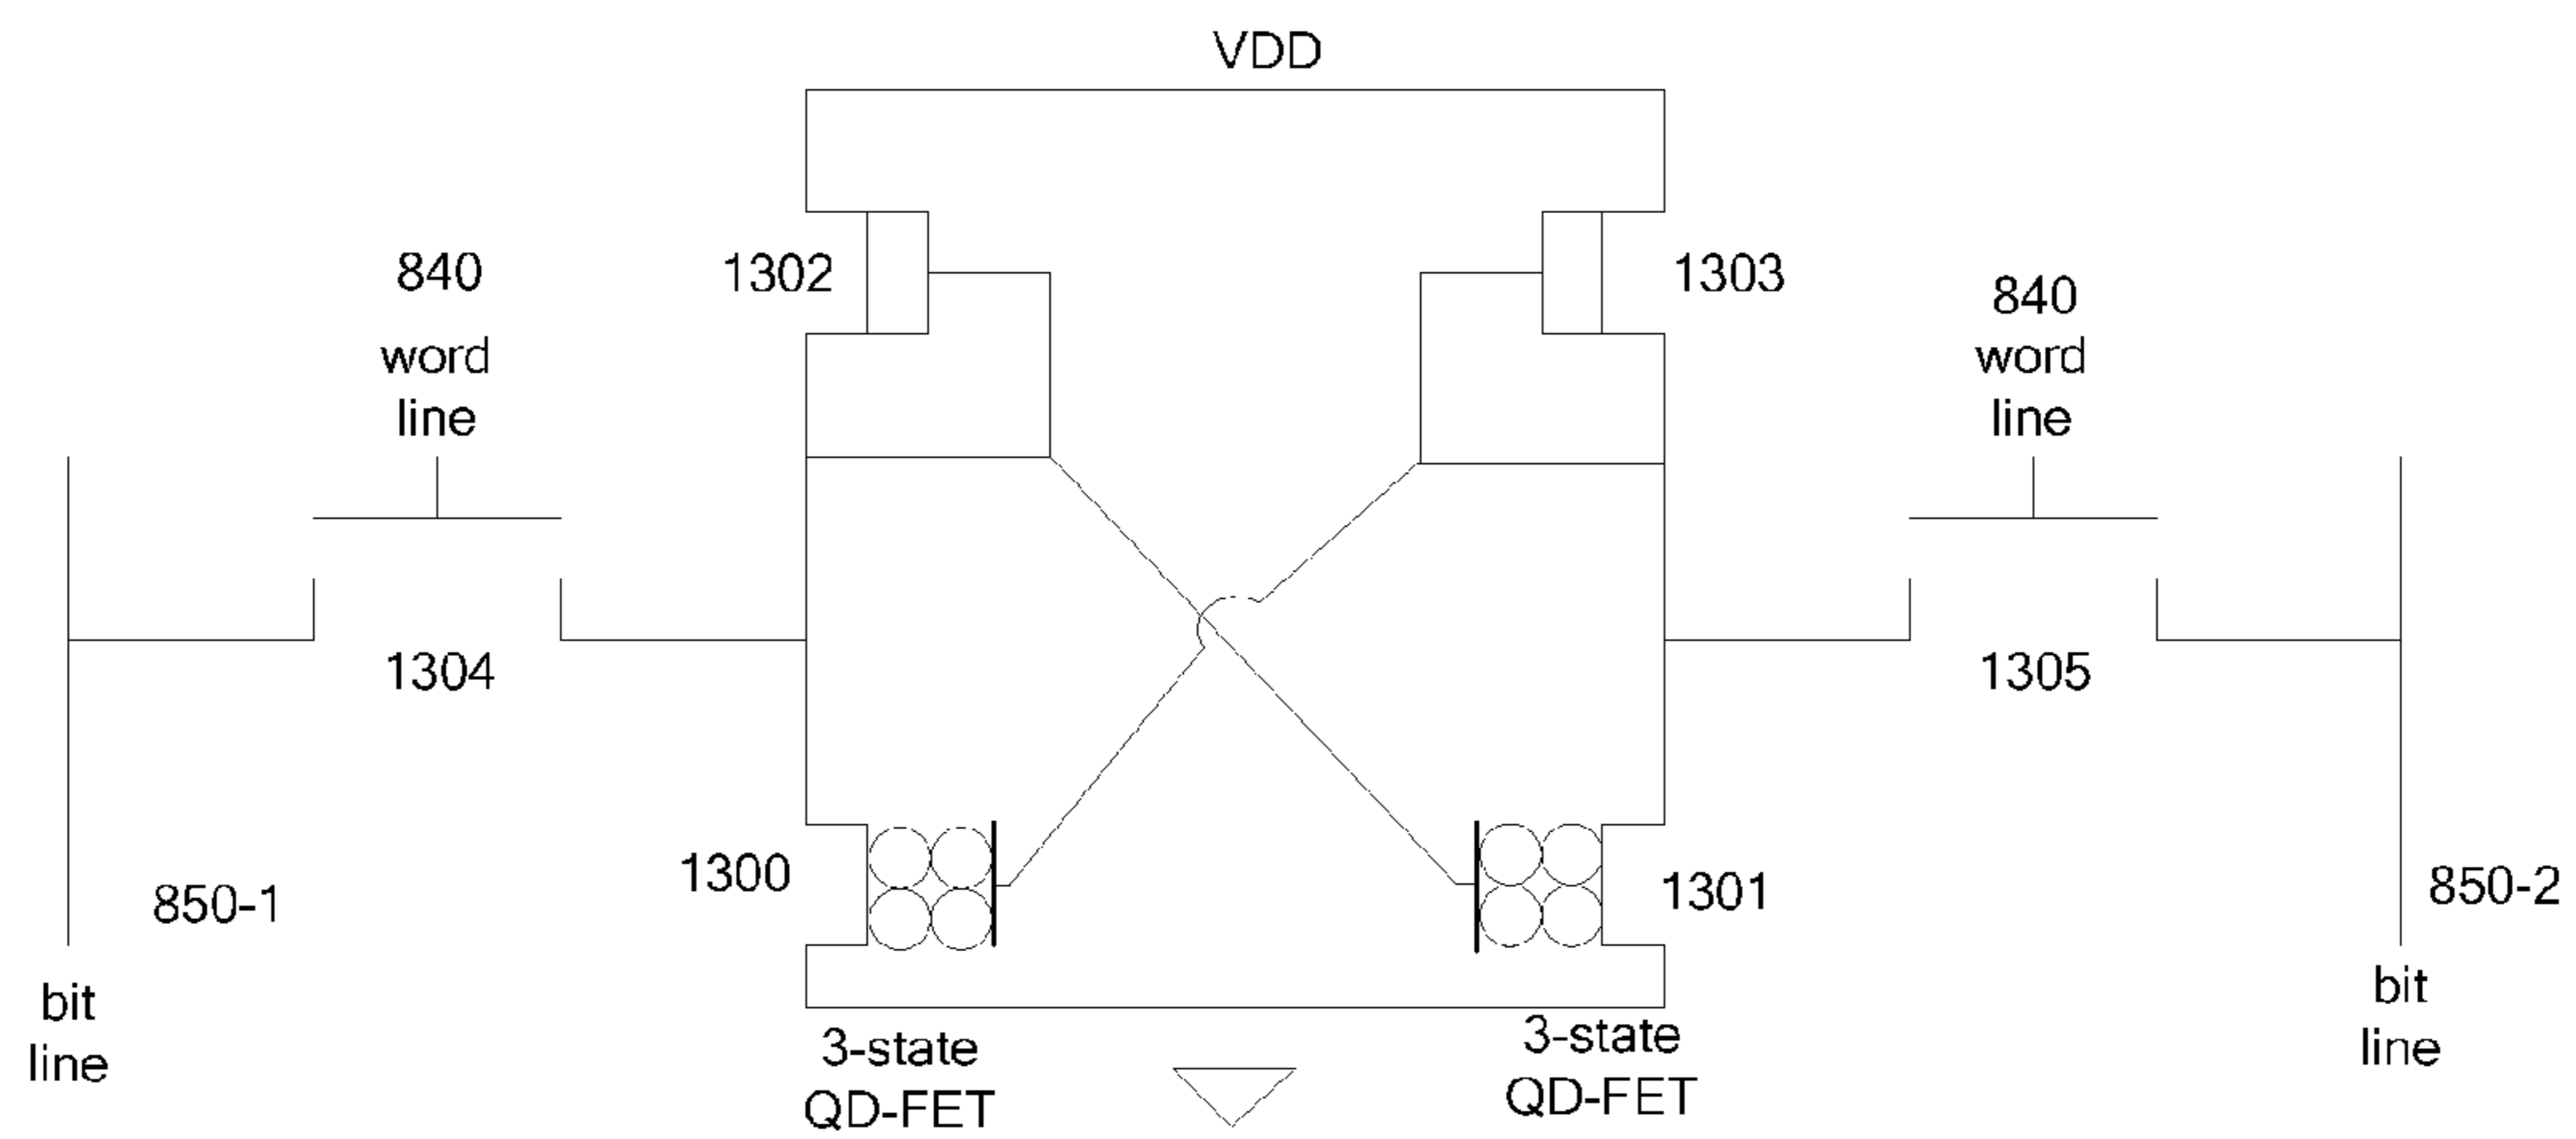 VDD
840
word
line
1302
1303
840
word
line
1304
1305
1300
1301
850-1
850-2
bit
line
3-state
QD-FET
3-state
QD-FET
bit
line